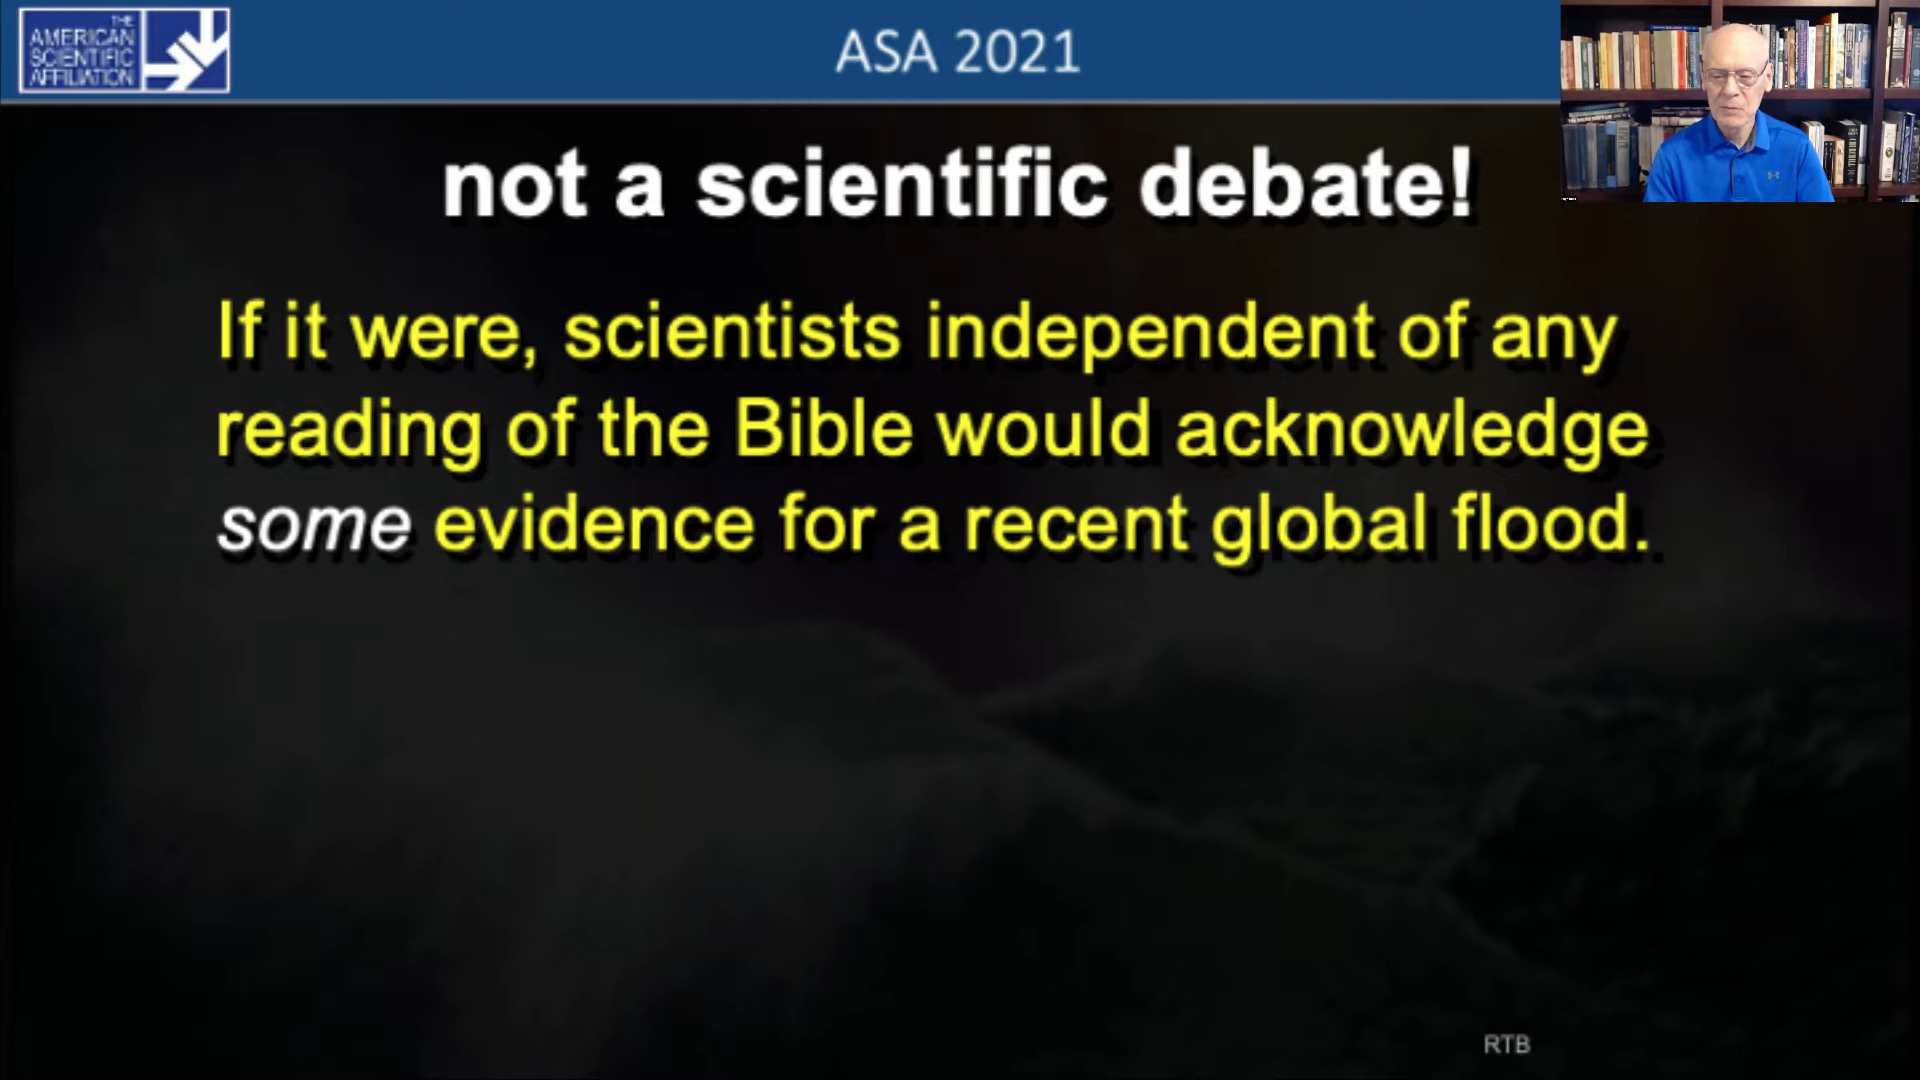 THE
AMERICAN
SCIENTIFIC
AFFILIATION
ASA 2021
not a scientific debate!
If it were, scientists independent of any
reading of the Bible would acknowledge
some evidence for a recent global flood.
RTB